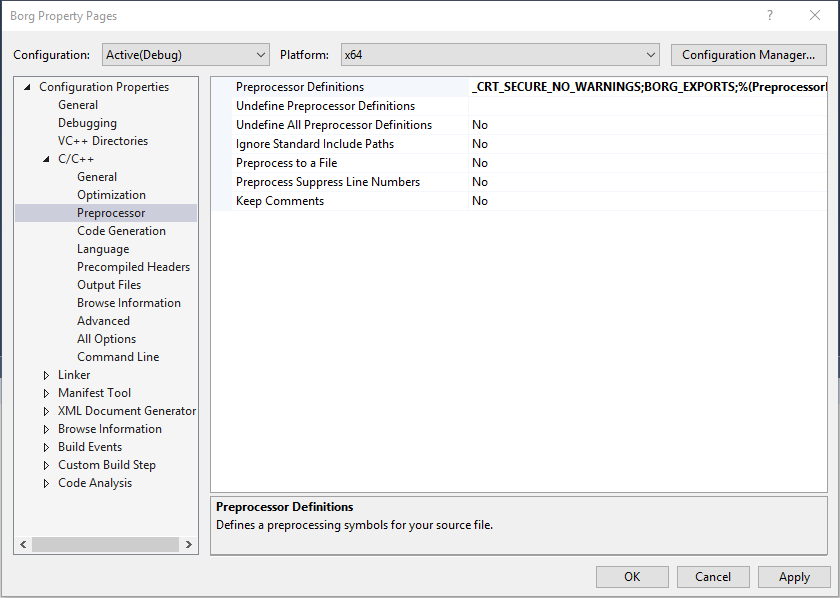 Borg Property Pages
?
Configuration: Active(Debug) Platform: x64 Configuration Manager...
Configuration Properties
General
Debugging
VC++ Directories
C/C++
General
Optimization
Preprocessor
Code Generation
Language
Precompiled Headers
Output Files
Browse Information
Advanced
All Options
Command Line
Linker
Manifest Tool
XML Document Generator
Browse Information
Build Events
Custom Build Step
Code Analysis
Preprocessor Definitions _CRT_SECURE_NO_WARNINGS;BORG_EXPORTS;%(Preprocessor
Undefine Preprocessor Definitions
Undefine All Preprocessor Definitions No
Ignore Standard Include Paths No
Preprocess to a File No
Preprocess Suppress Line Numbers No
Keep Comments No
Preprocessor Definitions
Defines a preprocessing symbols for your source file.
OK Cancel Apply